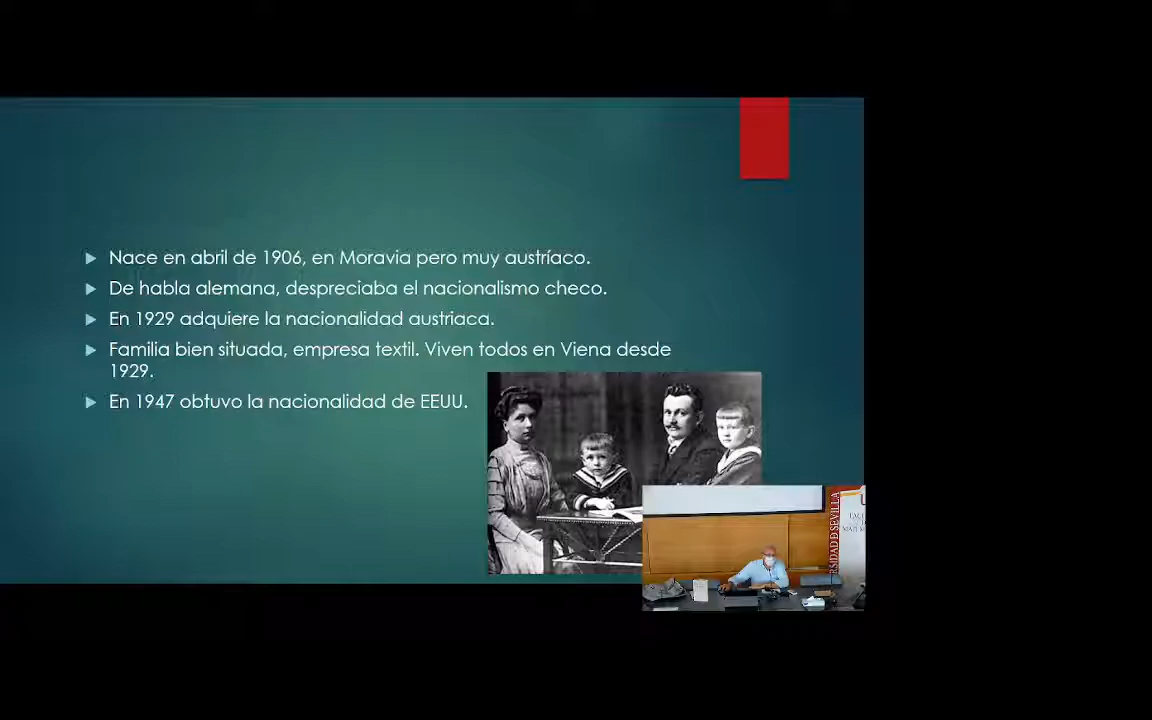 Nace en abril de 1906, en Moravia pero muy austríaco.
De habla alemana, despreciaba el nacionalismo checo.
En 1929 adquiere la nacionalidad austriaca.
Familia bien situada, empresa textil. Viven todos en Viena desde
1929.
En 1947 obtuvo la nacionalidad de EEUU.
RSIDAD D SEVILLA